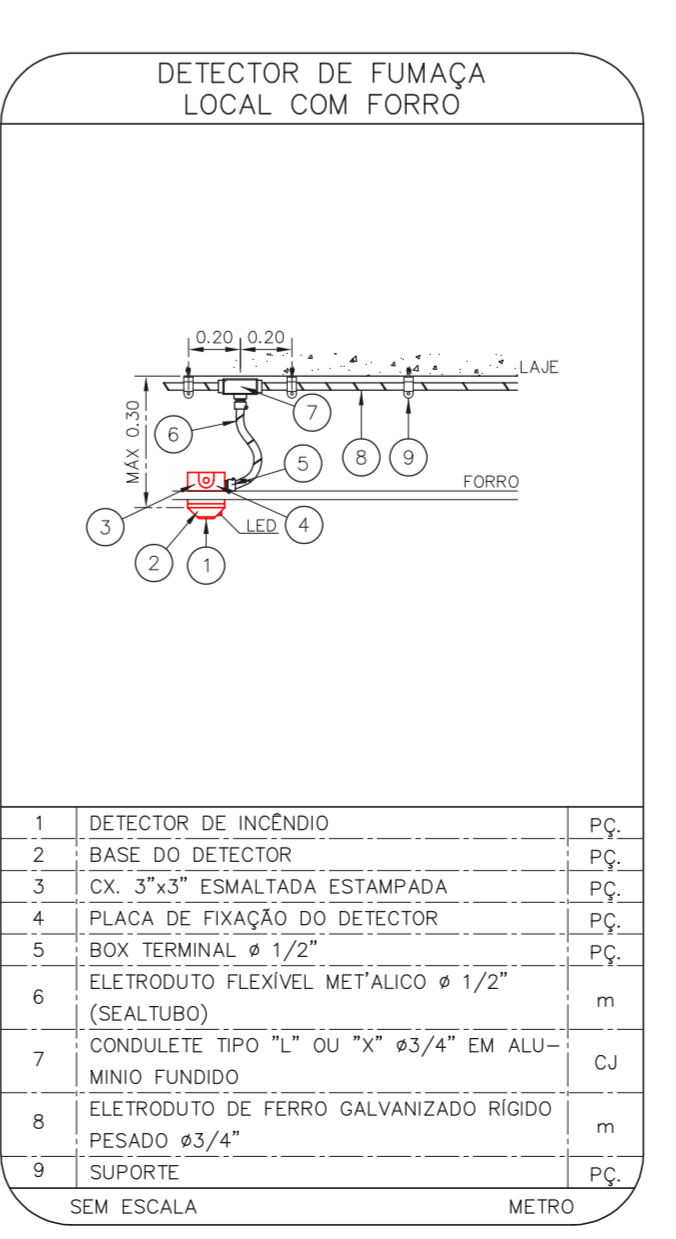 DETECTOR DE FUMAÇA
LOCAL COM FORRO
0.20 0.20
LAJE
MÁX 0.30
7
6
5
8
9
FORRO
3
LED
4
2
1
1 DETECTOR DE INCÊNDIO PÇ.
2 BASE DO DETECTOR PÇ.
3 CX. 3"x3" ESMALTADA ESTAMPADA PÇ.
4 PLACA DE FIXAÇÃO DO DETECTOR PÇ.
5 BOX TERMINAL ø 1/2" PÇ.
6 ELETRODUTO FLEXÍVEL MET'ALICO ø 1/2"
(SEALTUBO) m
7 CONDULETE TIPO "L" OU "X" ø3/4" EM ALU-
MINIO FUNDIDO CJ
8 ELETRODUTO DE FERRO GALVANIZADO RÍGIDO
PESADO ø3/4" m
9 SUPORTE PÇ.
SEM ESCALA METRO